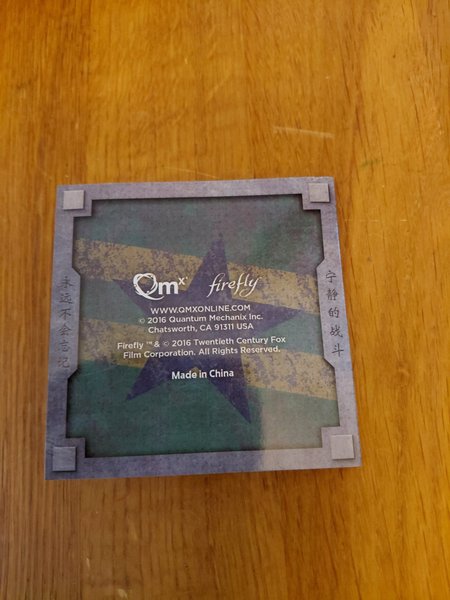 永远不会忘记
宁静的战斗
Qmx firefly
WWW.QMXONLINE.COM
© 2016 Quantum Mechanix Inc.
Chatsworth, CA 91311 USA
Firefly ™ & © 2016 Twentieth Century Fox
Film Corporation. All Rights Reserved.
Made in China